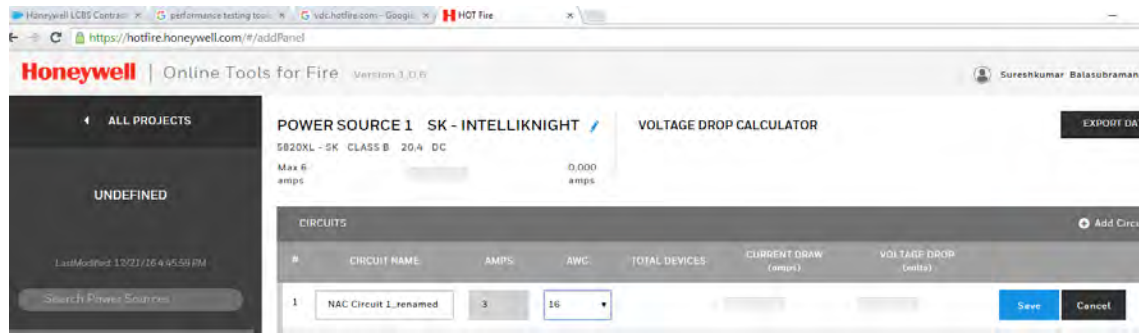 Honeywell LCBS Contrac
performance testing tool
vdc.hotfire.com - Google
HOT Fire
https://hotfire.honeywell.com/#/addPanel
Honeywell | Online Tools for Fire Version 1.0.6
Sureshkumar Balasubraman
ALL PROJECTS
POWER SOURCE 1 SK - INTELLIKNIGHT
VOLTAGE DROP CALCULATOR
EXPORT DA
5820XL - SK CLASS B 20.4 DC
Max 6
amps
0.000
amps
UNDEFINED
CIRCUITS
Add Circu
LastModified: 12/21/16 4:45:59 PM
# CIRCUIT NAME AMPS AWG TOTAL DEVICES CURRENT DRAW
(amps)
VOLTAGE DROP
(volts)
Search Power Sources
1 NAC Circuit 1_renamed 3 16 Save Cancel